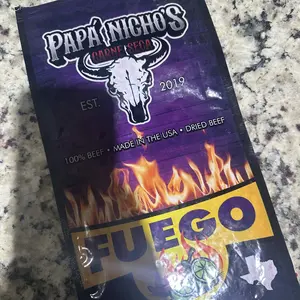 PAPÁ NICHO'S
CARNE SECA
EST. 2019
100% BEEF • MADE IN THE USA • DRIED BEEF
FUEGO